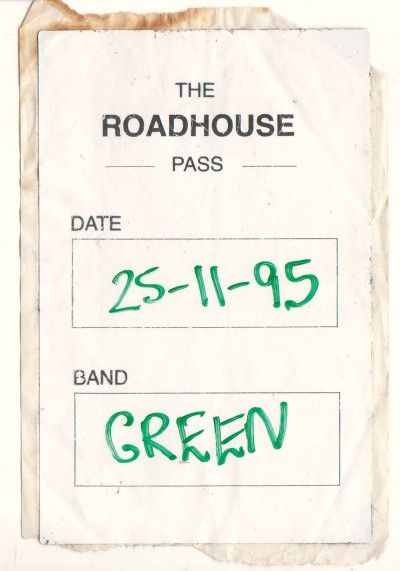 THE
ROADHOUSE
PASS
DATE
25-11-95
BAND
GREEN